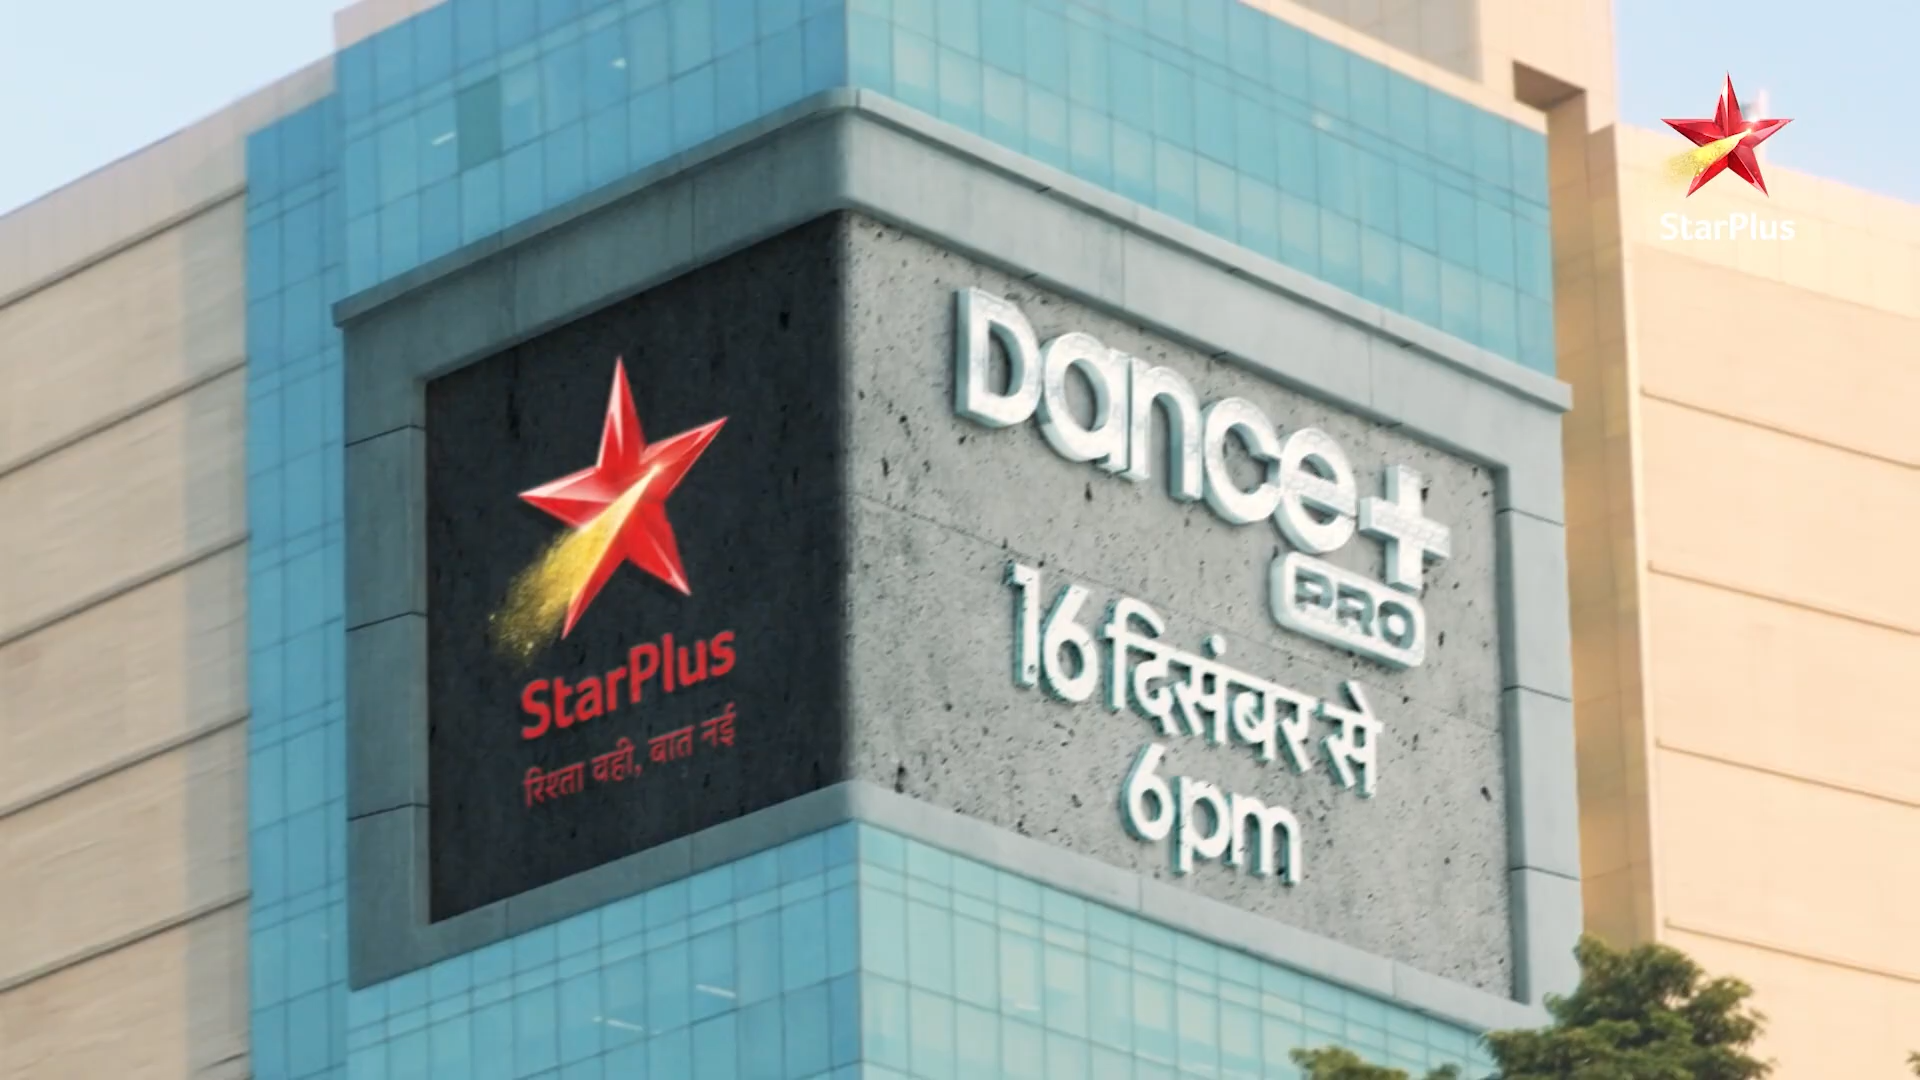 StarPlus
रिश्ता वही, बात नई
Dance+
PRO
16 दिसंबर से
6pm
StarPlus